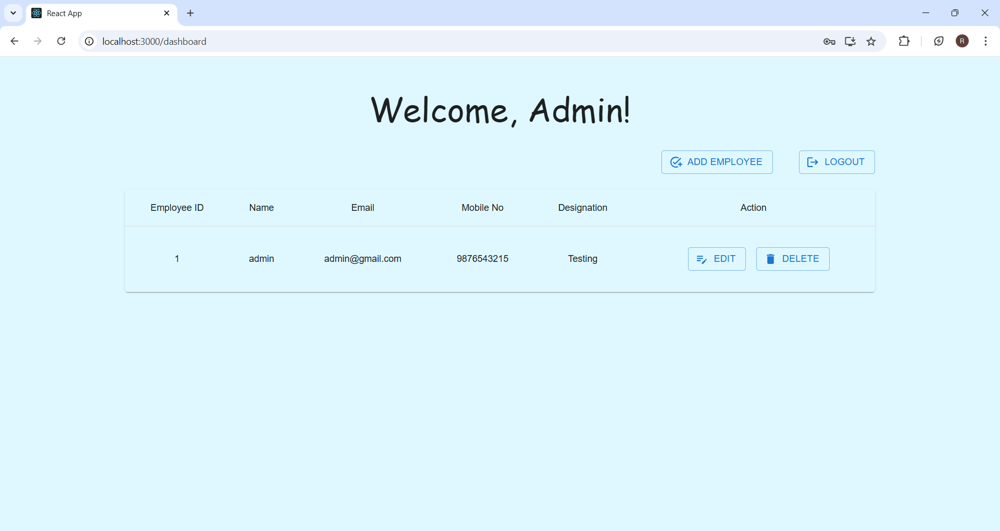 React App
localhost:3000/dashboard
R
Welcome, Admin!
ADD EMPLOYEE LOGOUT
Employee ID Name Email Mobile No Designation Action
1 admin admin@gmail.com 9876543215 Testing EDIT DELETE